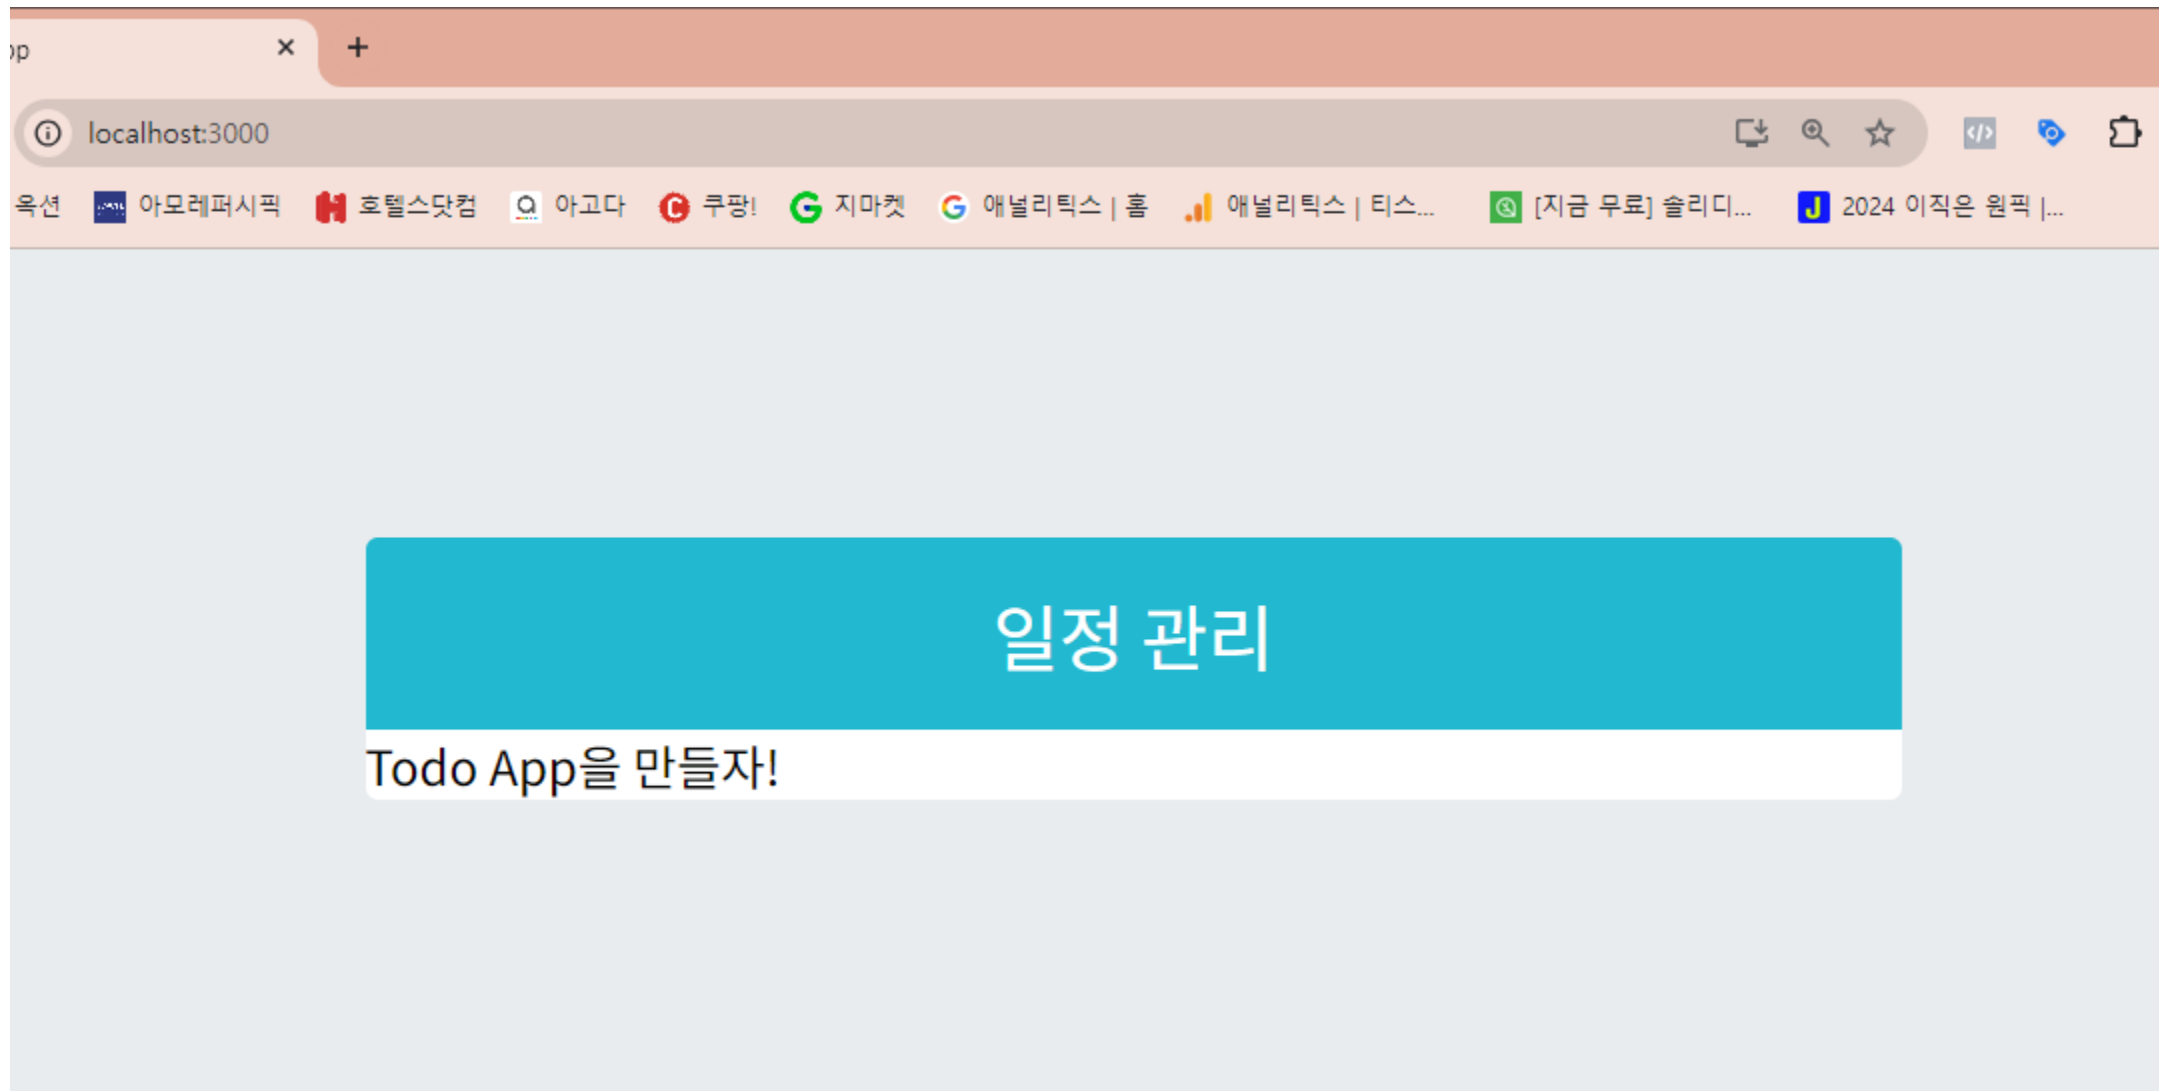 localhost:3000
옥션 아모레퍼시픽 호텔스닷컴 아고다 쿠팡! 지마켓 애널리틱스 | 홈 애널리틱스 | 티스... [지금 무료] 솔리디... 2024 이직은 원픽 |...
일정 관리
Todo App을 만들자!